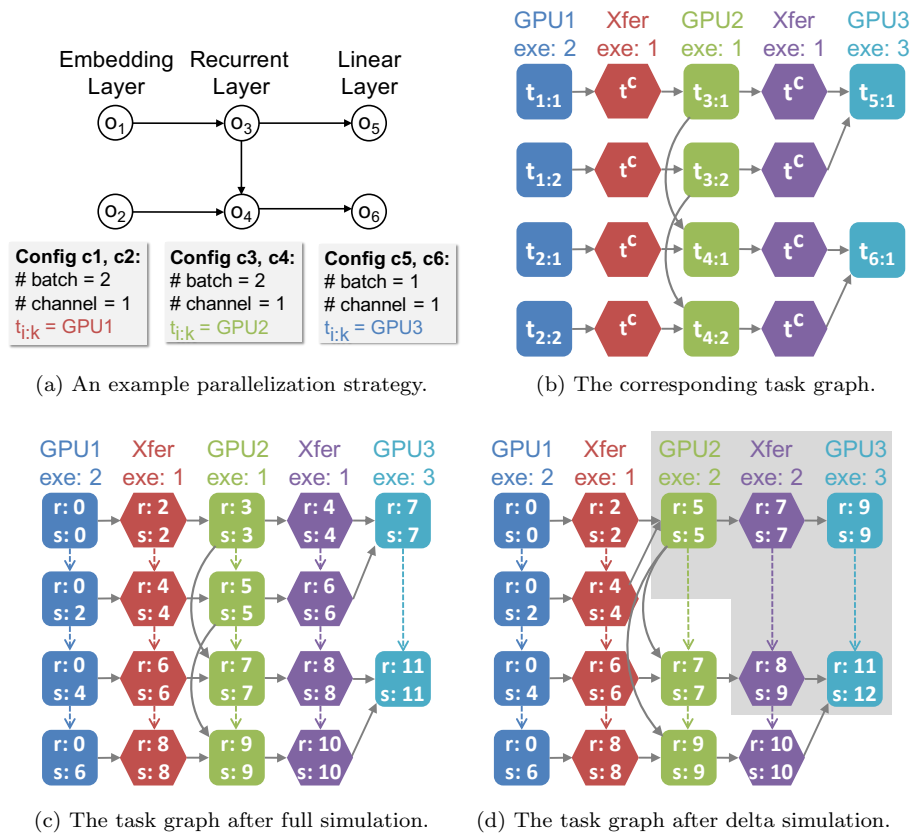 Embedding Layer
Recurrent Layer
Linear Layer
o1
o3
o5
o2
o4
o6
Config c1, c2:
# batch = 2
# channel = 1
ti:k = GPU1
Config c3, c4:
# batch = 2
# channel = 1
ti:k = GPU2
Config c5, c6:
# batch = 1
# channel = 1
ti:k = GPU3
(a) An example parallelization strategy.
GPU1 Xfer GPU2 Xfer GPU3
exe: 2 exe: 1 exe: 1 exe: 1 exe: 3
t1:1 tc t3:1 tc t5:1
t1:2 tc t3:2 tc
t2:1 tc t4:1 tc t6:1
t2:2 tc t4:2 tc
(b) The corresponding task graph.
GPU1 Xfer GPU2 Xfer GPU3
exe: 2 exe: 1 exe: 1 exe: 1 exe: 3
r: 0 r: 2 r: 3 r: 4 r: 7
s: 0 s: 2 s: 3 s: 4 s: 7
r: 0 r: 4 r: 5 r: 6
s: 2 s: 4 s: 5 s: 6
r: 0 r: 6 r: 7 r: 8 r: 11
s: 4 s: 6 s: 7 s: 8 s: 11
r: 0 r: 8 r: 9 r: 10
s: 6 s: 8 s: 9 s: 10
(c) The task graph after full simulation.
GPU1 Xfer GPU2 Xfer GPU3
exe: 2 exe: 1 exe: 2 exe: 2 exe: 3
r: 0 r: 2 r: 5 r: 7 r: 9
s: 0 s: 2 s: 5 s: 7 s: 9
r: 0 r: 4
s: 2 s: 4
r: 0 r: 6 r: 7 r: 8 r: 11
s: 4 s: 6 s: 7 s: 9 s: 12
r: 0 r: 8 r: 9 r: 10
s: 6 s: 8 s: 9 s: 10
(d) The task graph after delta simulation.